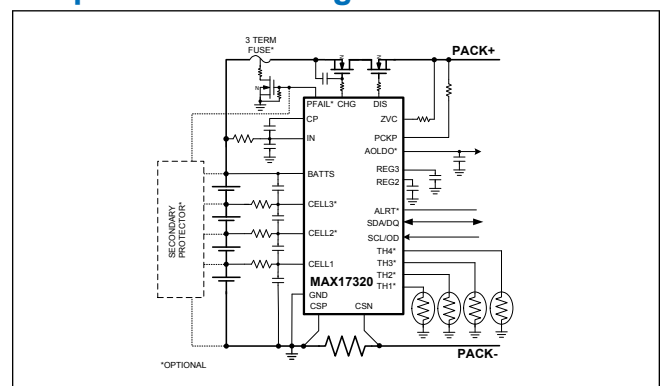 3 TERM
FUSE*
PACK+
N
N
N
PFAIL* CHG DIS
CP
ZVC
IN
PCKP
AOLDO*
BATTS
REG3
REG2
SECONDARY
PROTECTOR*
CELL3*
ALRT*
SDA/DQ
CELL2*
SCL/OD
TH4*
CELL1
TH3*
TH2*
MAX17320
TH1*
GND
CSP CSN
PACK-
*OPTIONAL